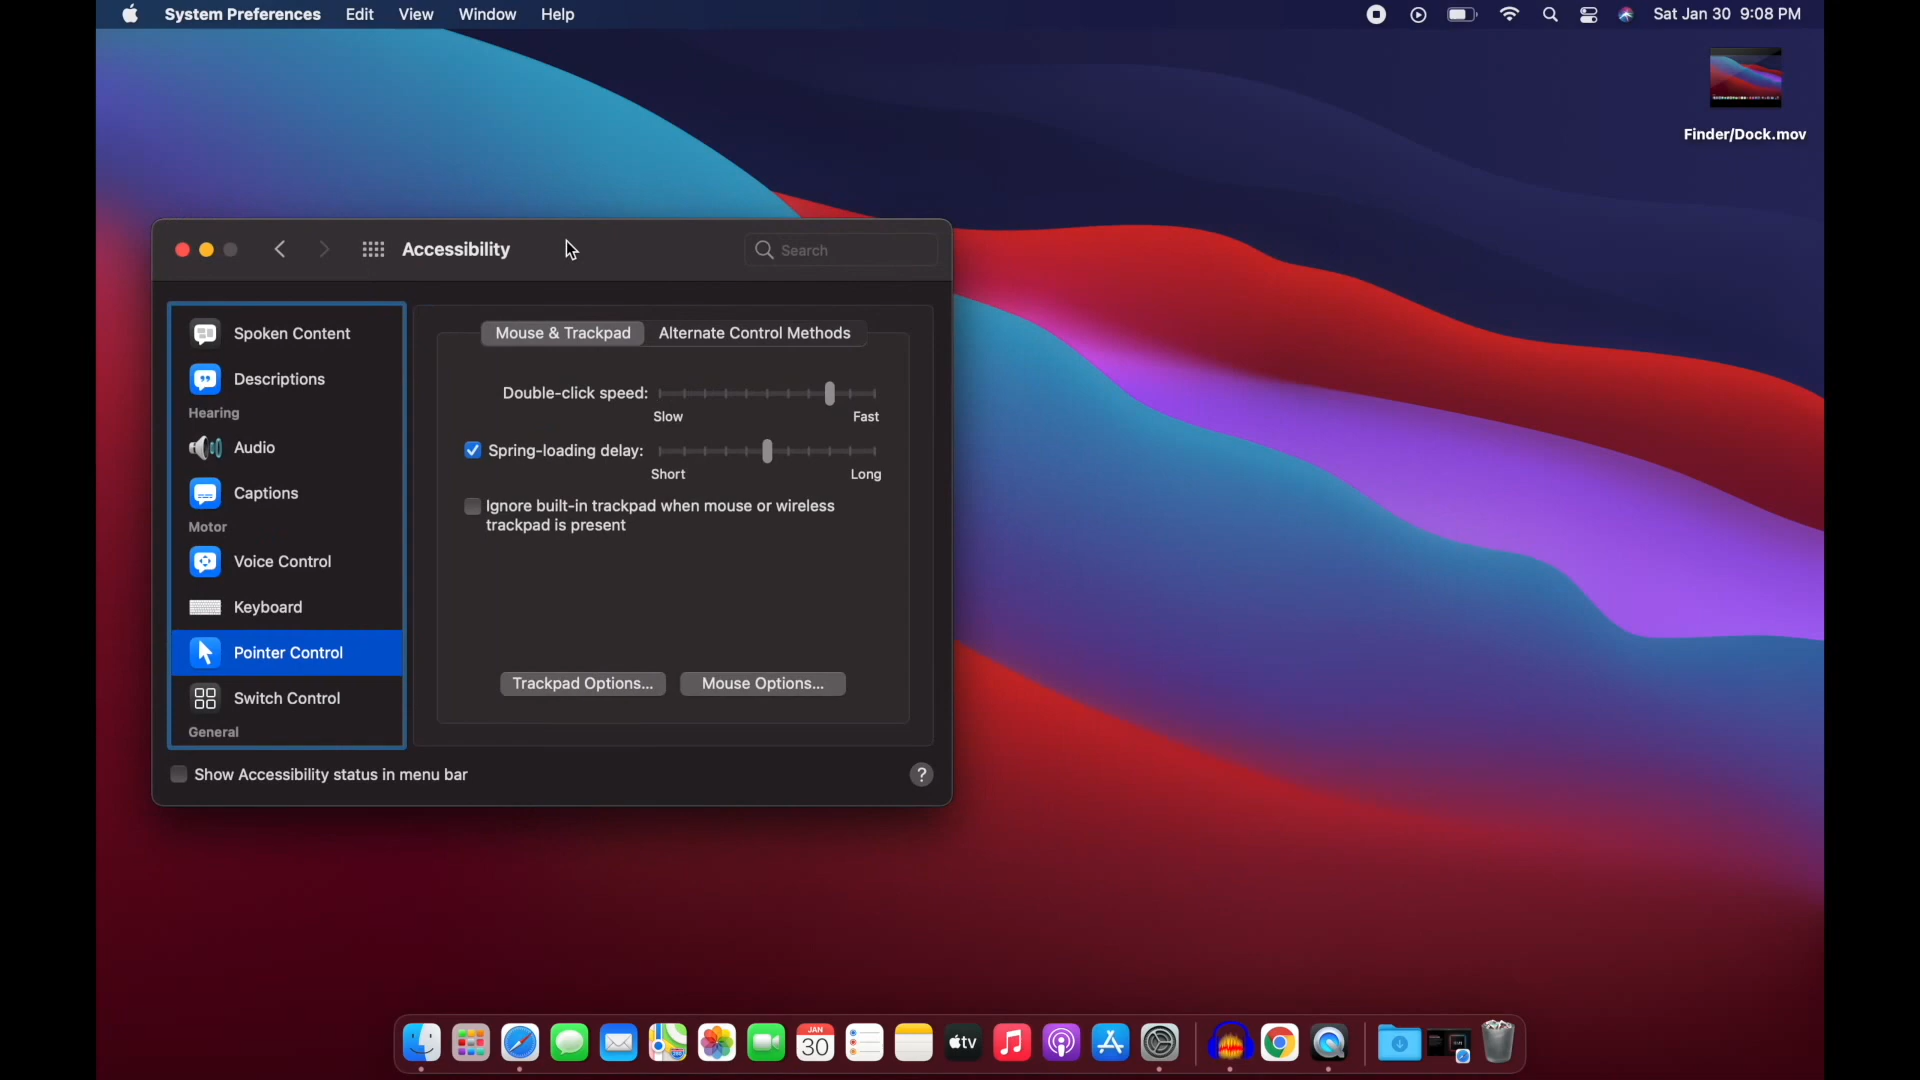 System Preferences Edit View Window Help Sat Jan 30 9:08 PM
Finder/Dock.mov
Accessibility
Search
Spoken Content
Descriptions
Hearing
Audio
Captions
Motor
Voice Control
Keyboard
Pointer Control
Switch Control
General
Mouse & Trackpad Alternate Control Methods
Double-click speed:
Slow Fast
Spring-loading delay:
Short Long
Ignore built-in trackpad when mouse or wireless
trackpad is present
Trackpad Options... Mouse Options...
Show Accessibility status in menu bar
?
JAN
30
tv